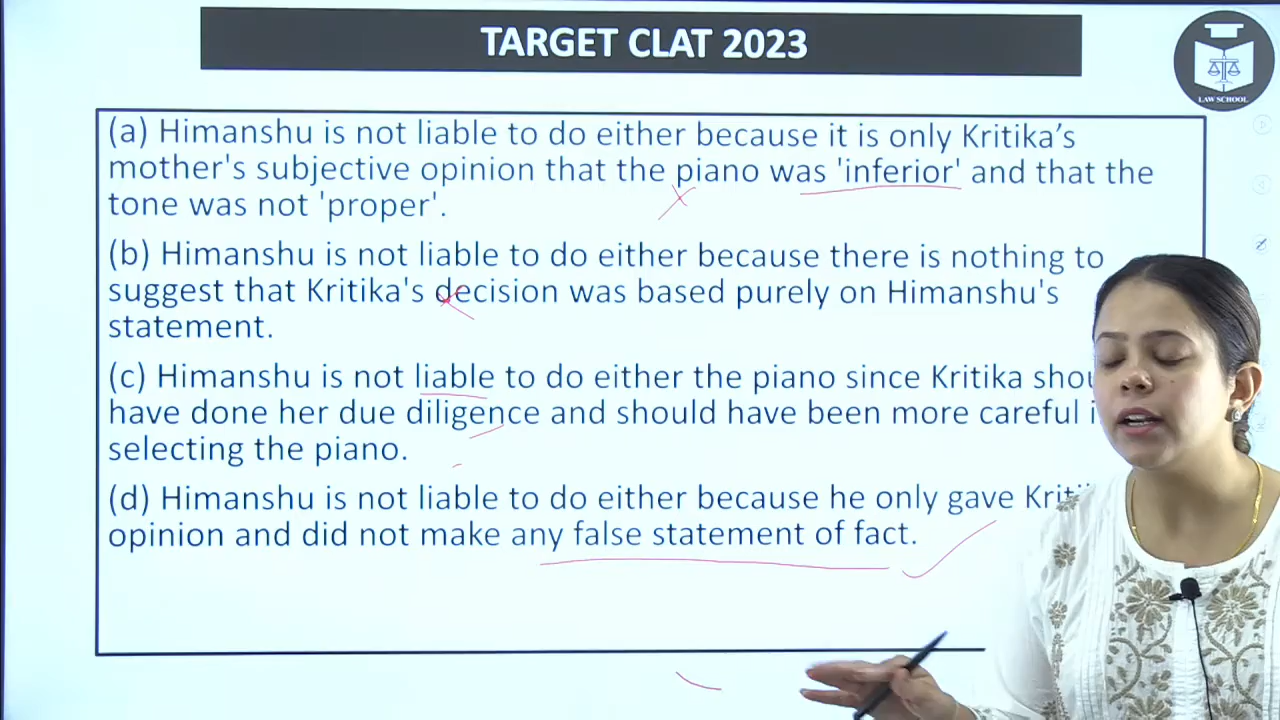 TARGET CLAT 2023
LAW SCHOOL
(a) Himanshu is not liable to do either because it is only Kritika’s
mother's subjective opinion that the piano was 'inferior' and that the
tone was not 'proper'.
(b) Himanshu is not liable to do either because there is nothing to
suggest that Kritika's decision was based purely on Himanshu's
statement.
(c) Himanshu is not liable to do either the piano since Kritika
have done her due diligence and should have been more careful
selecting the piano.
(d) Himanshu is not liable to do either because he only gave
opinion and did not make any false statement of fact.